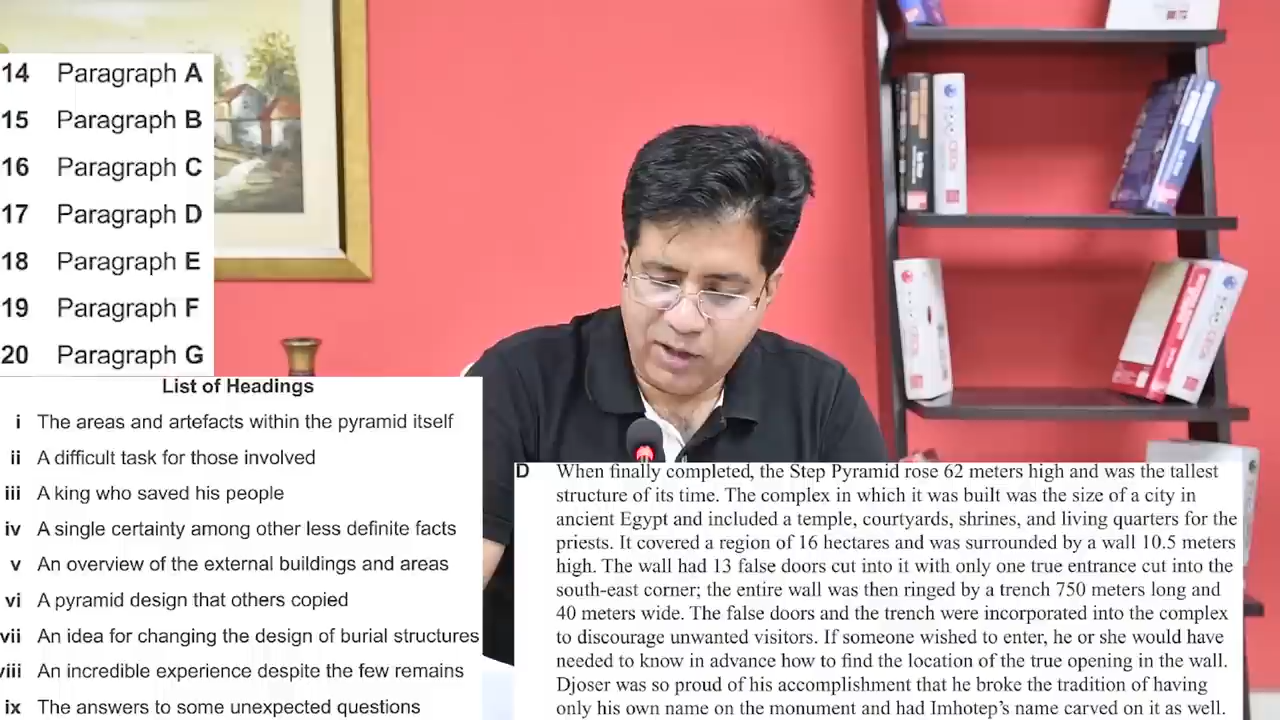 14 Paragraph A
15 Paragraph B
16 Paragraph C
17 Paragraph D
18 Paragraph E
19 Paragraph F
20 Paragraph G
List of Headings
i The areas and artefacts within the pyramid itself
ii A difficult task for those involved
iii A king who saved his people
iv A single certainty among other less definite facts
v An overview of the external buildings and areas
vi A pyramid design that others copied
vii An idea for changing the design of burial structures
viii An incredible experience despite the few remains
ix The answers to some unexpected questions
D When finally completed, the Step Pyramid rose 62 meters high and was the tallest
structure of its time. The complex in which it was built was the size of a city in
ancient Egypt and included a temple, courtyards, shrines, and living quarters for the
priests. It covered a region of 16 hectares and was surrounded by a wall 10.5 meters
high. The wall had 13 false doors cut into it with only one true entrance cut into the
south-east corner; the entire wall was then ringed by a trench 750 meters long and
40 meters wide. The false doors and the trench were incorporated into the complex
to discourage unwanted visitors. If someone wished to enter, he or she would have
needed to know in advance how to find the location of the true opening in the wall.
Djoser was so proud of his accomplishment that he broke the tradition of having
only his own name on the monument and had Imhotep's name carved on it as well.